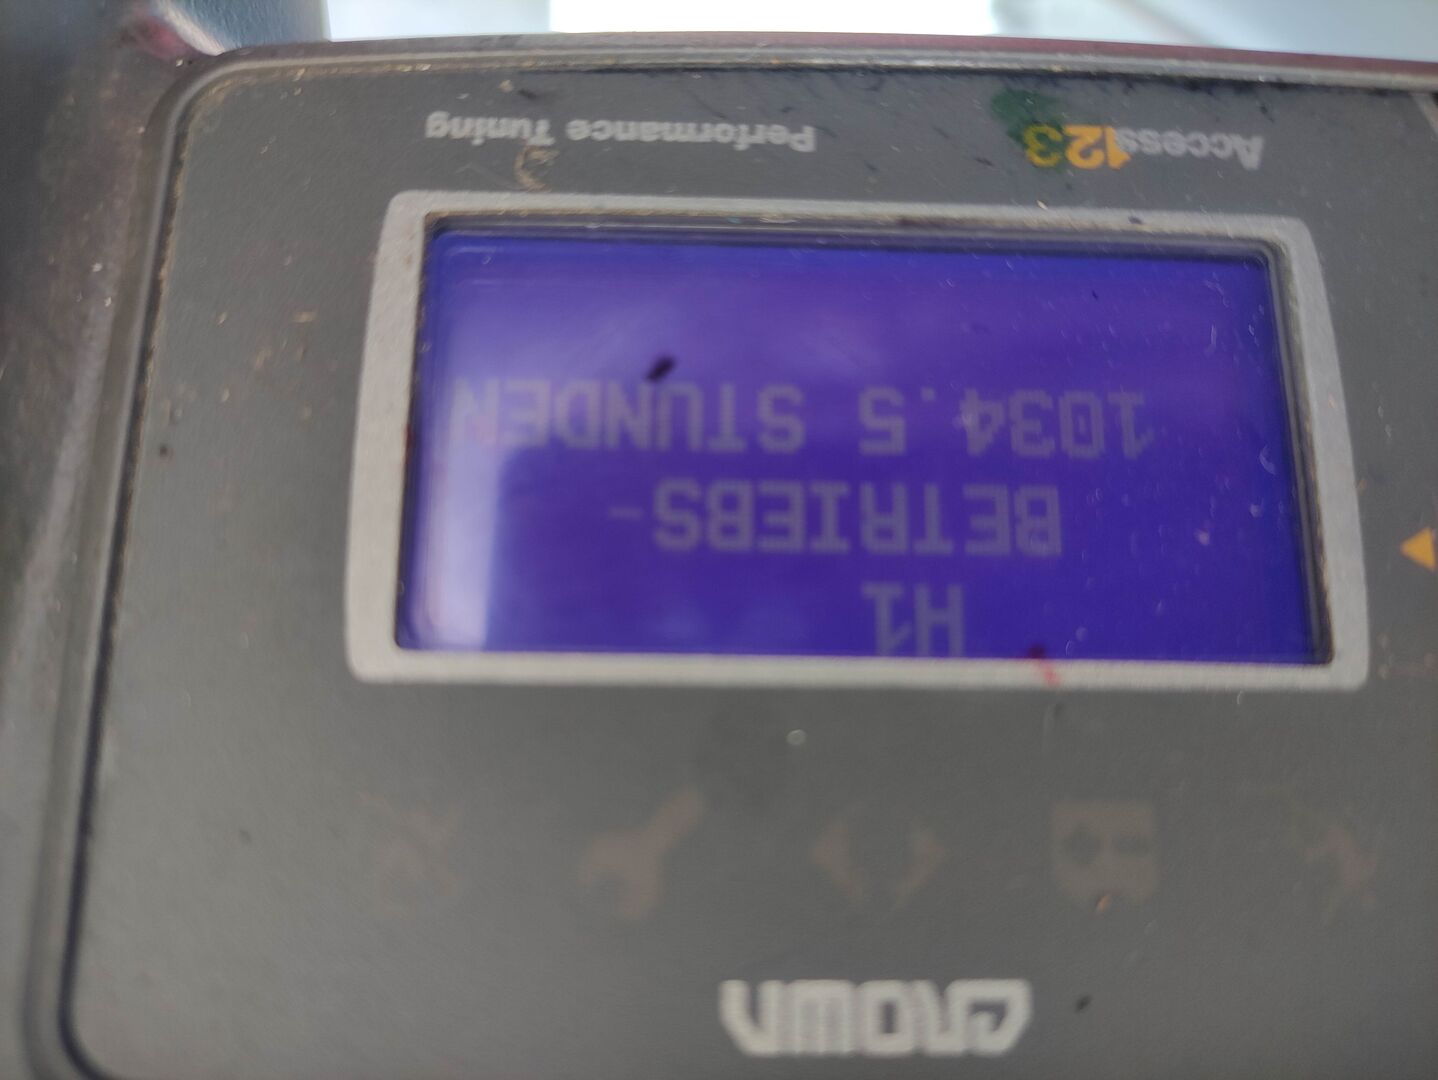 crown
H1
BETRIEBS-
1034.5 STUNDEN
Access123 Performance Tuning